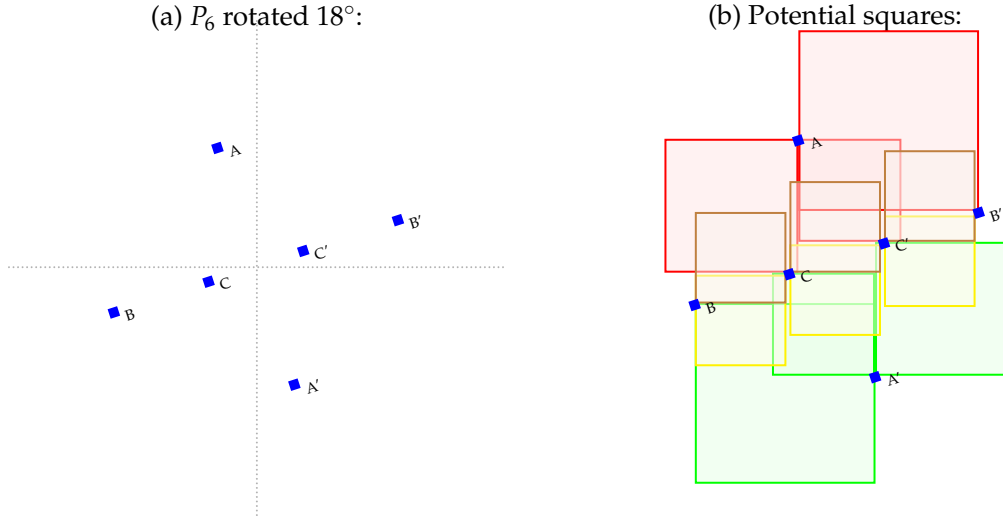 (a) P₆ rotated 18°:
A
B′
C′
C
B
A′
(b) Potential squares:
A
B′
C′
C
B
A′